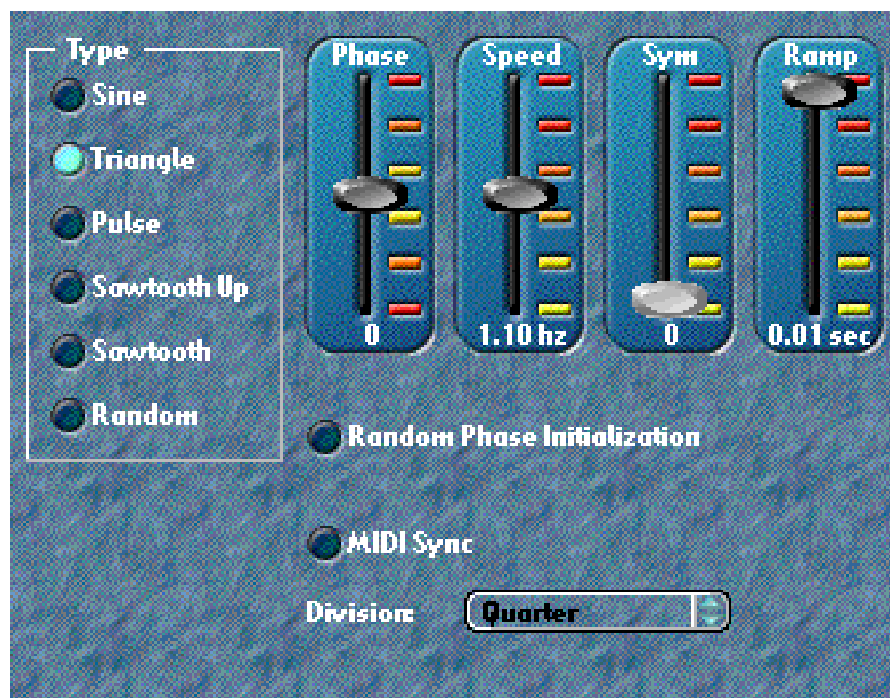 Type
Sine
Triangle
Pulse
Sawtooth Up
Sawtooth
Random
Phase Speed Sym Ramp
0 1.10 hz 0 0.01 sec
Random Phase Initialization
MIDI Sync
Division: Quarter